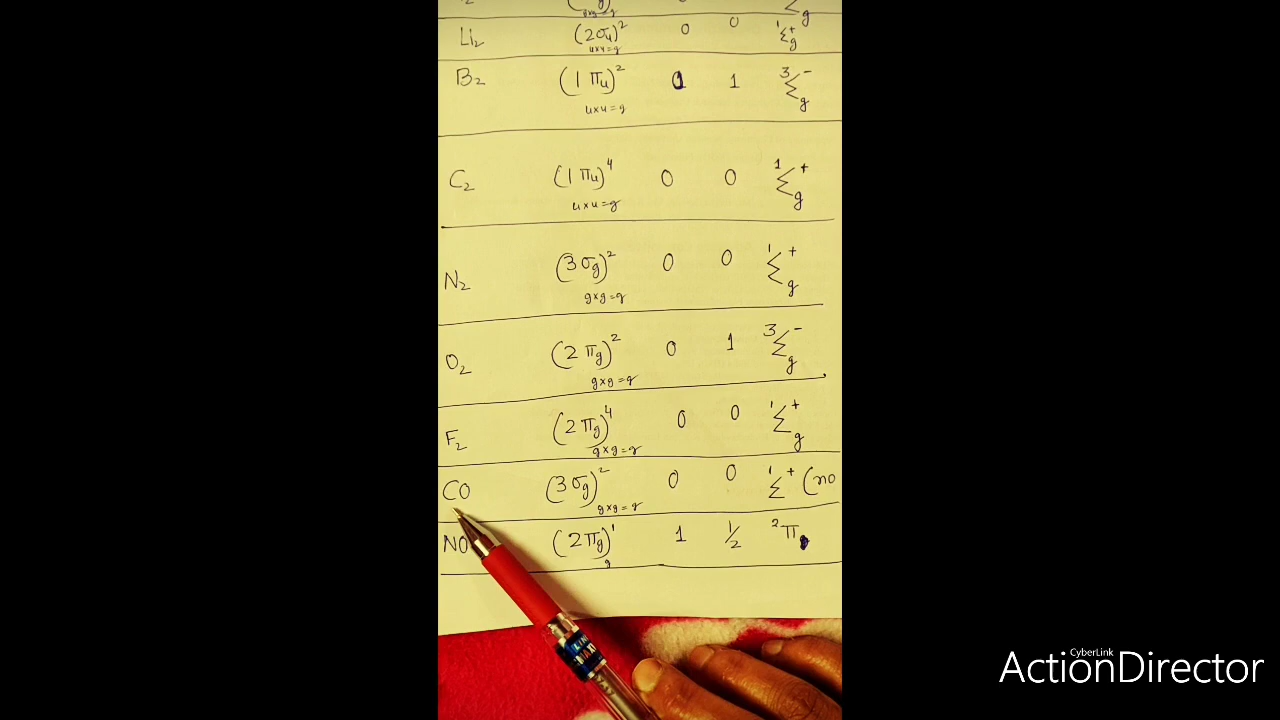 Li₂ (2σu)² 0 0 ¹Σg⁺
u×u=g
B₂ (1πu)² 0 1 ³Σg⁻
u×u=g
C₂ (1πu)⁴ 0 0 ¹Σg⁺
u×u=g
N₂ (3σg)² 0 0 ¹Σg⁺
g×g=g
O₂ (2πg)² 0 1 ³Σg⁻
g×g=g
F₂ (2πg)⁴ 0 0 ¹Σg⁺
g×g=g
CO (3σg)² 0 0 ¹Σ⁺ (no
g×g=g
NO (2πg)¹ 1 1/2 ²π
g
CyberLink
ActionDirector